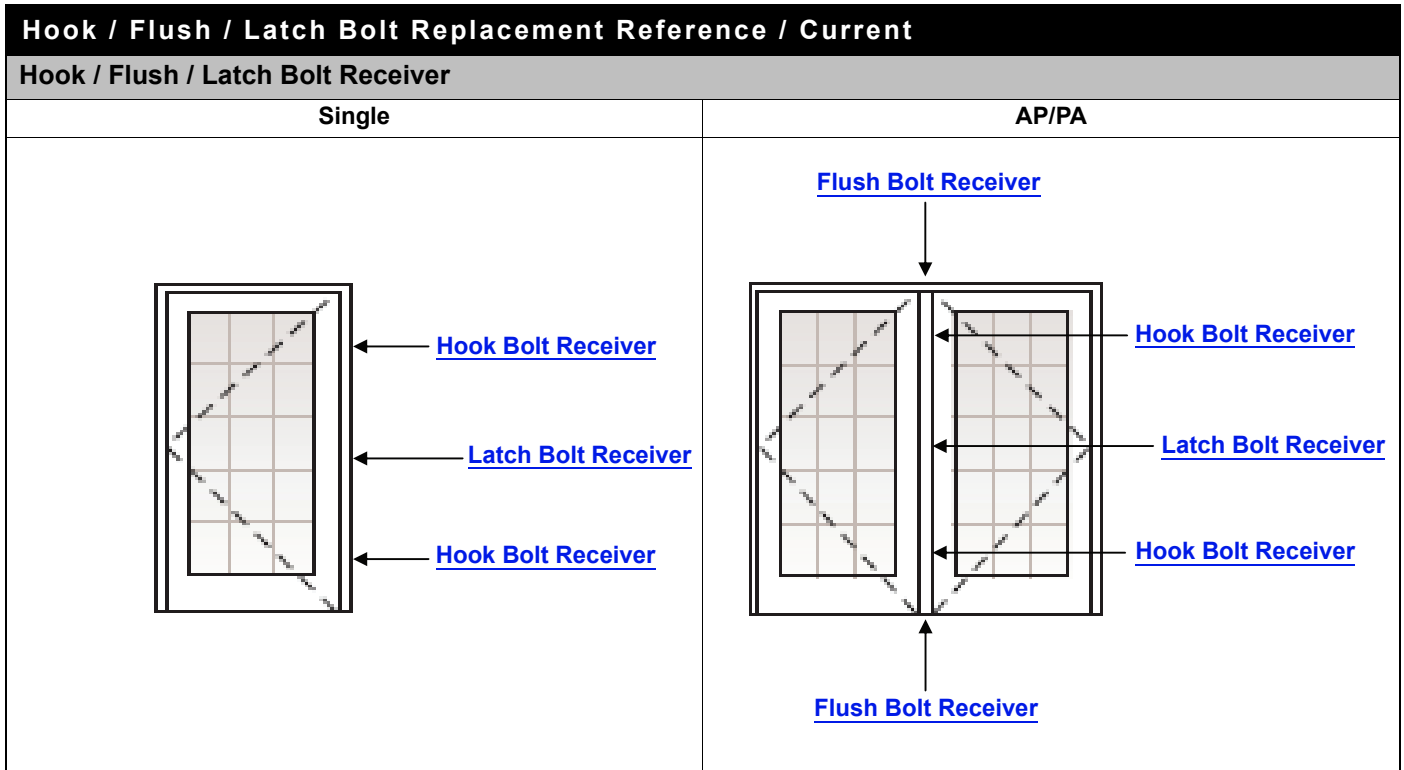 Hook / Flush / Latch Bolt Replacement Reference / Current
Hook / Flush / Latch Bolt Receiver
Single
AP/PA
Hook Bolt Receiver
Latch Bolt Receiver
Hook Bolt Receiver
Flush Bolt Receiver
Hook Bolt Receiver
Latch Bolt Receiver
Hook Bolt Receiver
Flush Bolt Receiver